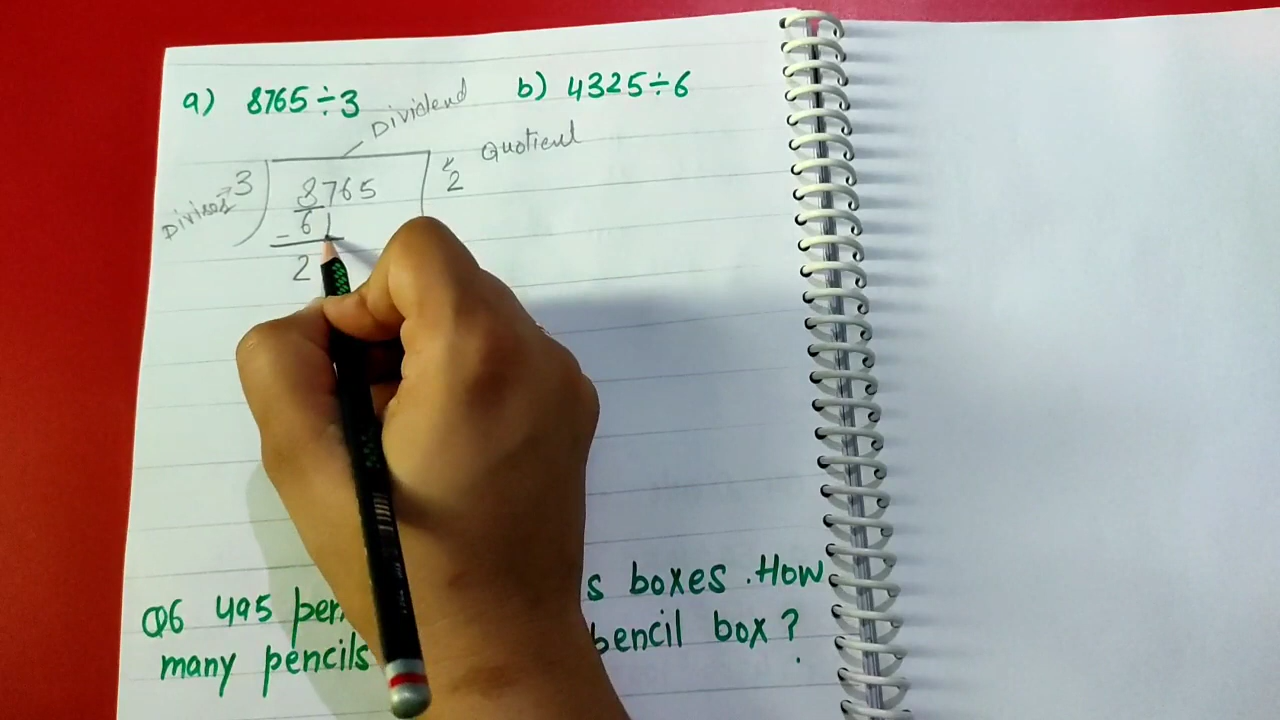 a) 8765÷3 b) 4325÷6
Dividend
Quotient
3 8765 2
Divisor
- 6
2
Q6 495 pen s boxes. How
many pencils pencil box?